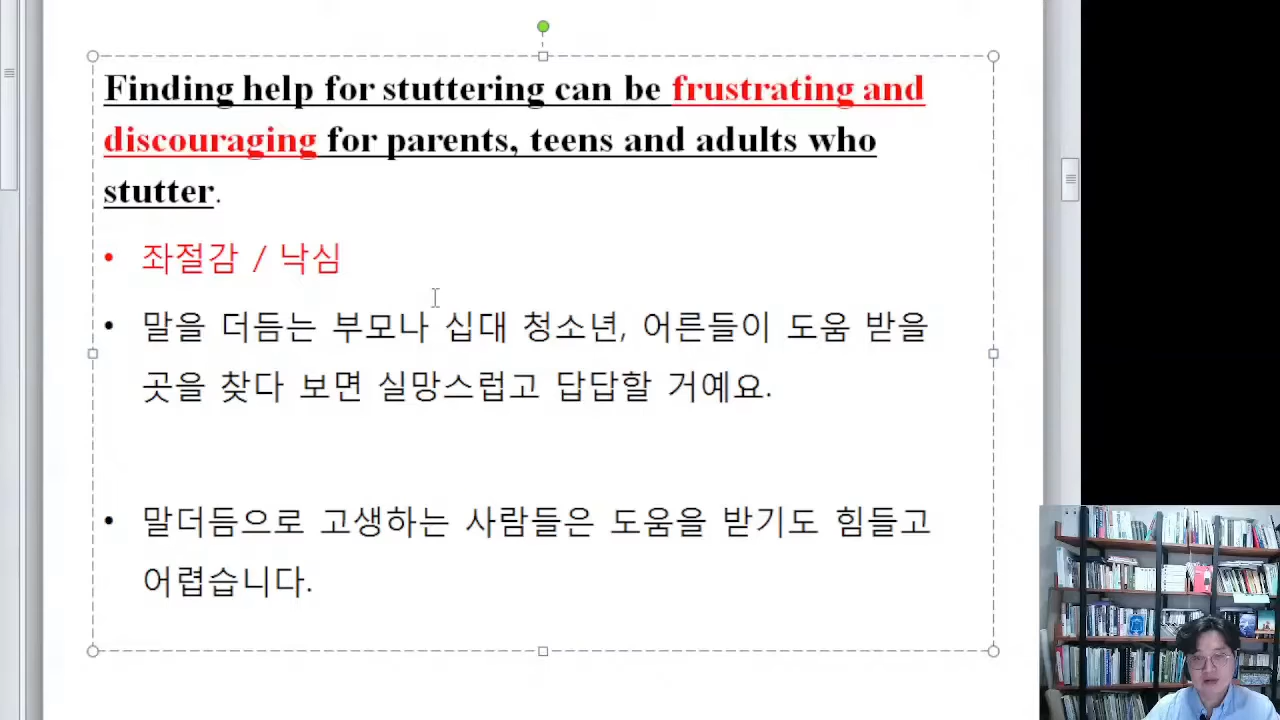 Finding help for stuttering can be frustrating and
discouraging for parents, teens and adults who
stutter.
• 좌절감 / 낙심
• 말을 더듬는 부모나 십대 청소년, 어른들이 도움 받을
곳을 찾다 보면 실망스럽고 답답할 거예요.
• 말더듬으로 고생하는 사람들은 도움을 받기도 힘들고
어렵습니다.